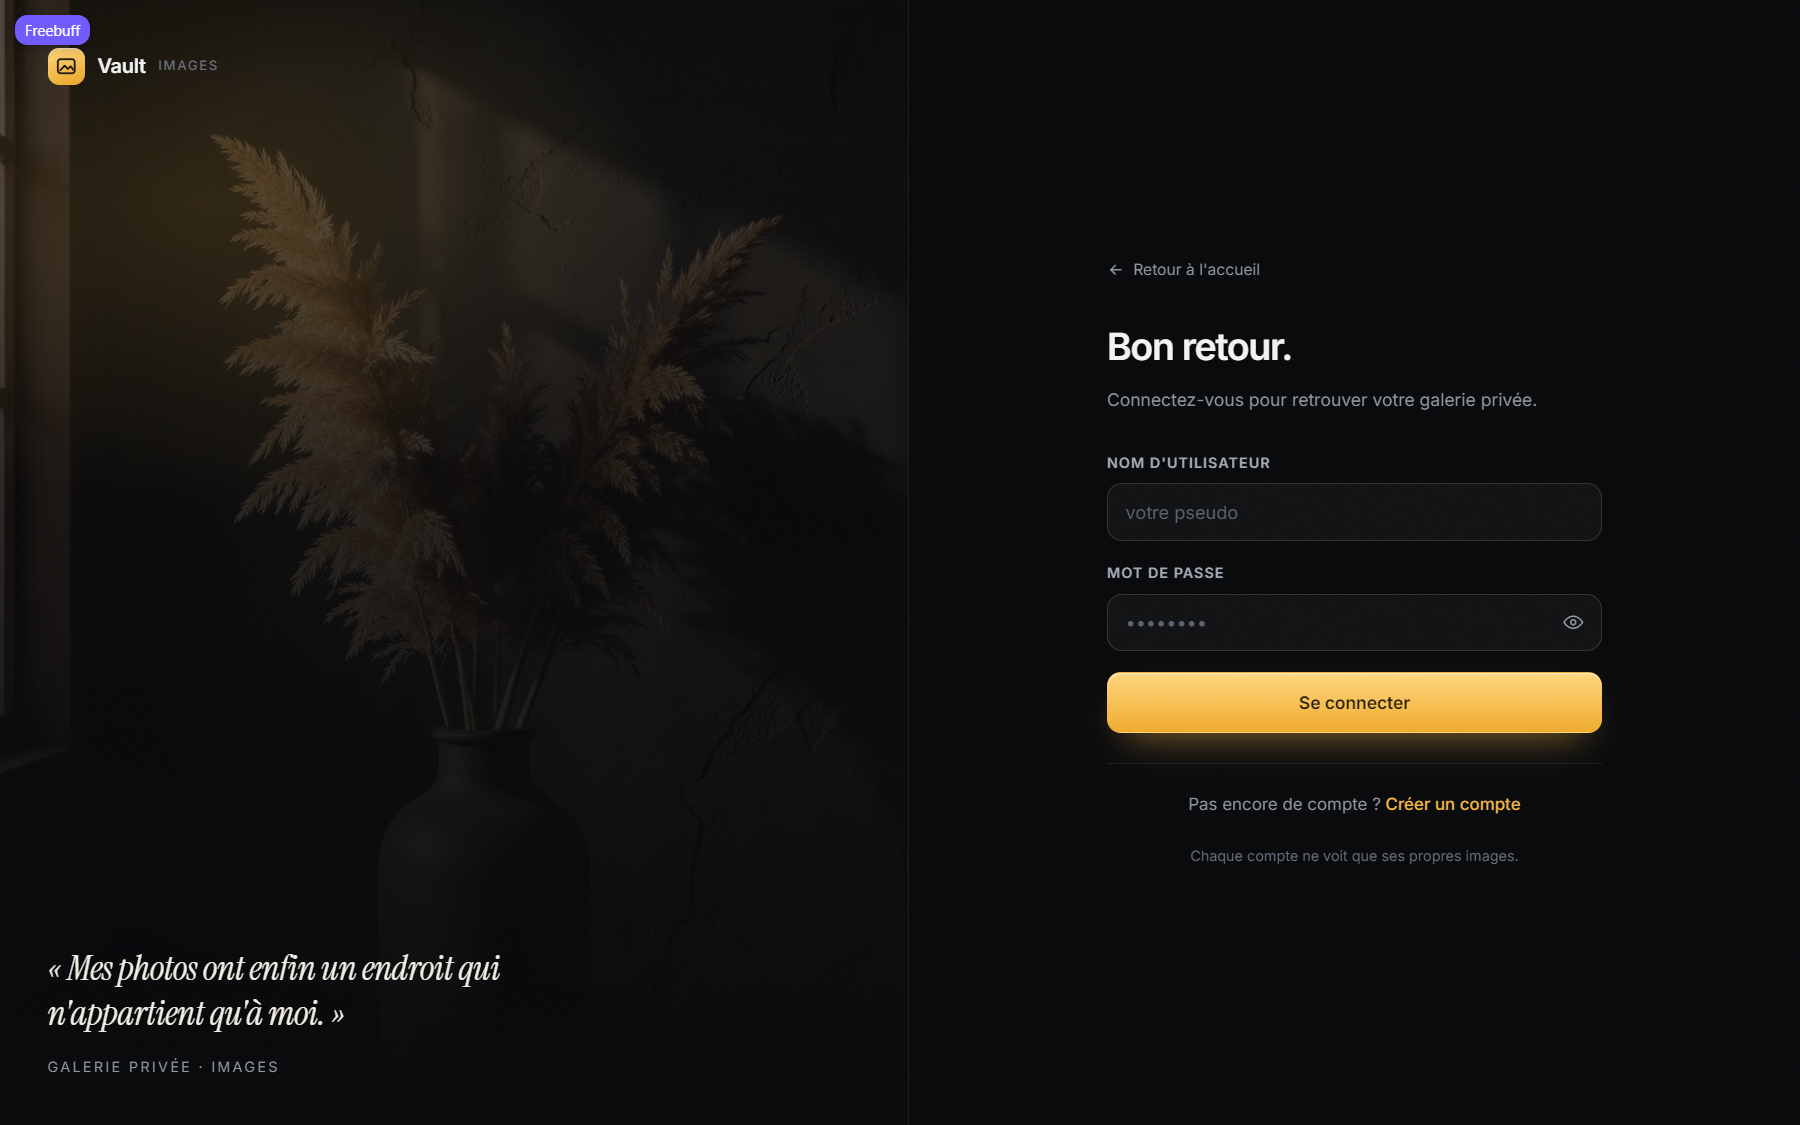 Freebuff
Vault IMAGES
« Mes photos ont enfin un endroit qui
n'appartient qu'à moi. »
GALERIE PRIVÉE · IMAGES
← Retour à l'accueil
Bon retour.
Connectez-vous pour retrouver votre galerie privée.
NOM D'UTILISATEUR
votre pseudo
MOT DE PASSE
••••••••
Se connecter
Pas encore de compte ? Créer un compte
Chaque compte ne voit que ses propres images.